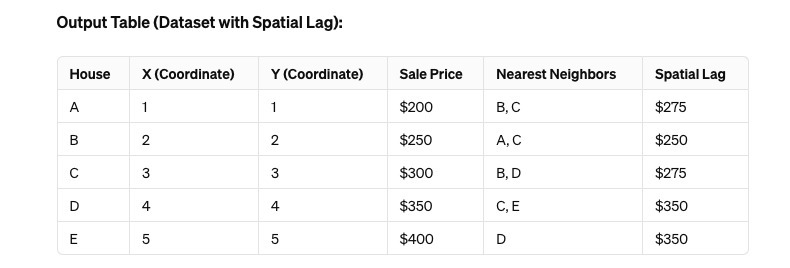 Output Table (Dataset with Spatial Lag):
House X (Coordinate) Y (Coordinate) Sale Price Nearest Neighbors Spatial Lag
A 1 1 $200 B, C $275
B 2 2 $250 A, C $250
C 3 3 $300 B, D $275
D 4 4 $350 C, E $350
E 5 5 $400 D $350